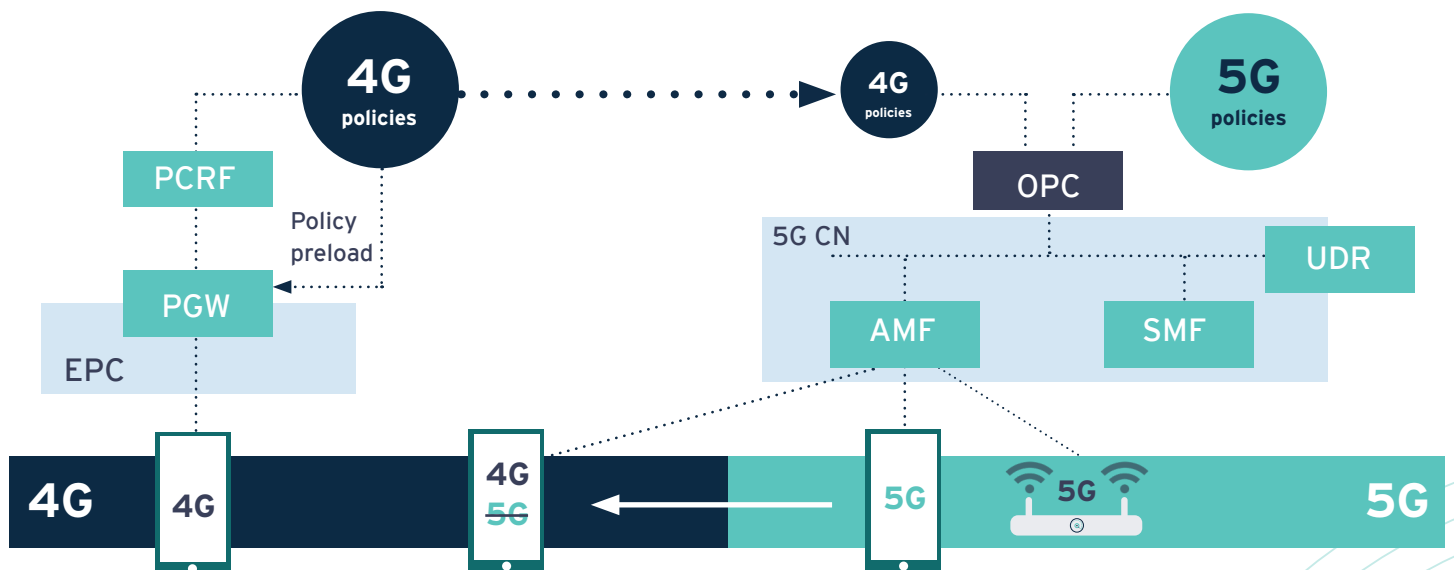 4G
policies
4G
policies
5G
policies
PCRF
OPC
Policy
preload
5G CN
UDR
PGW
AMF
SMF
EPC
4G
4G
4G
5G
5G
5G
5G